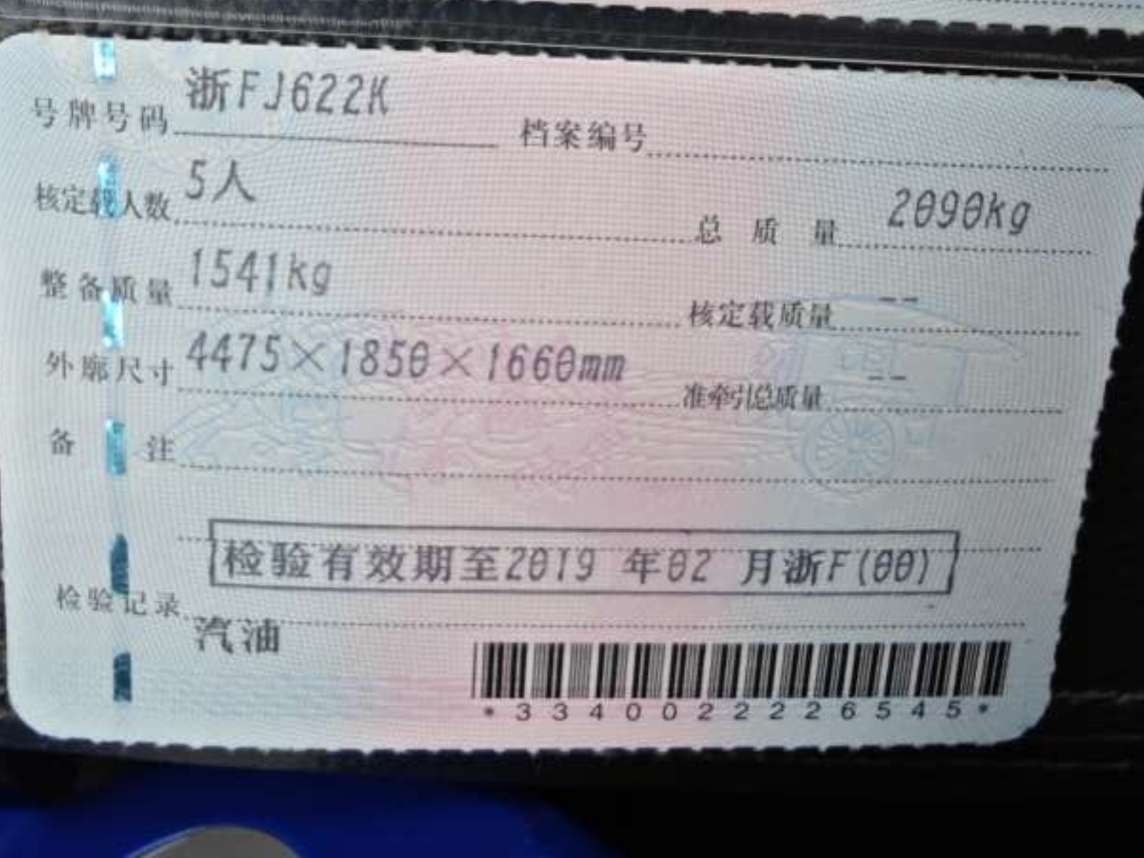 号牌号码 浙FJ622K 档案编号
核定载人数 5人 总质量 2090kg
整备质量 1541kg 核定载质量 --
外廓尺寸 4475×1850×1660mm 准牵引总质量 --
备注
检验有效期至2019 年02 月浙F(00)
检验记录
汽油
*3340022226545*